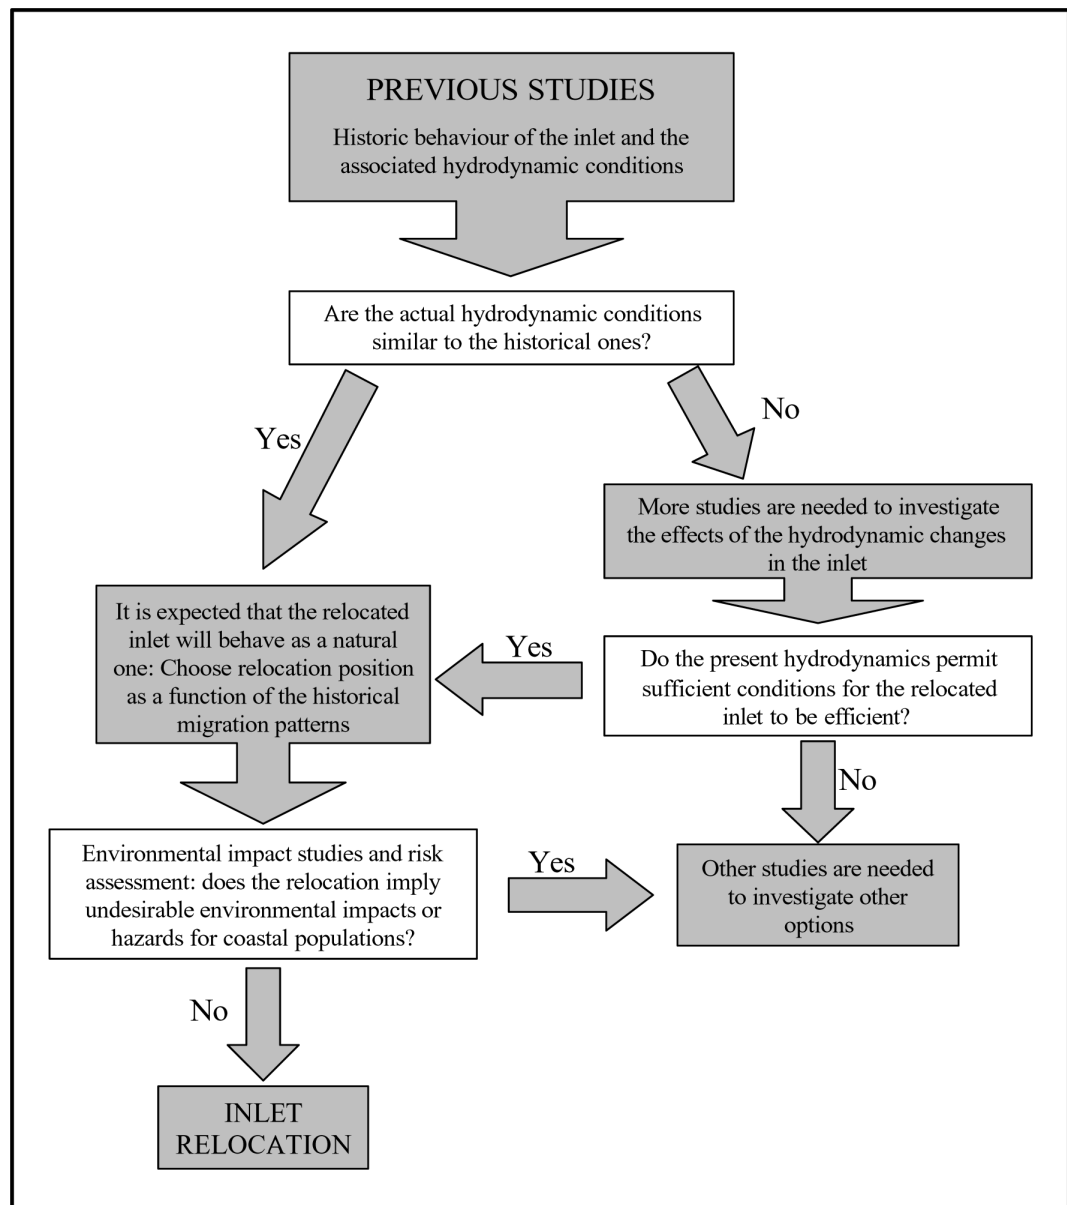 PREVIOUS STUDIES
Historic behaviour of the inlet and the
associated hydrodynamic conditions
Are the actual hydrodynamic conditions
similar to the historical ones?
Yes
No
More studies are needed to investigate
the effects of the hydrodynamic changes
in the inlet
It is expected that the relocated
inlet will behave as a natural
one: Choose relocation position
as a function of the historical
migration patterns
Yes
Do the present hydrodynamics permit
sufficient conditions for the relocated
inlet to be efficient?
No
Environmental impact studies and risk
assessment: does the relocation imply
undesirable environmental impacts or
hazards for coastal populations?
Yes
Other studies are needed
to investigate other
options
No
INLET
RELOCATION